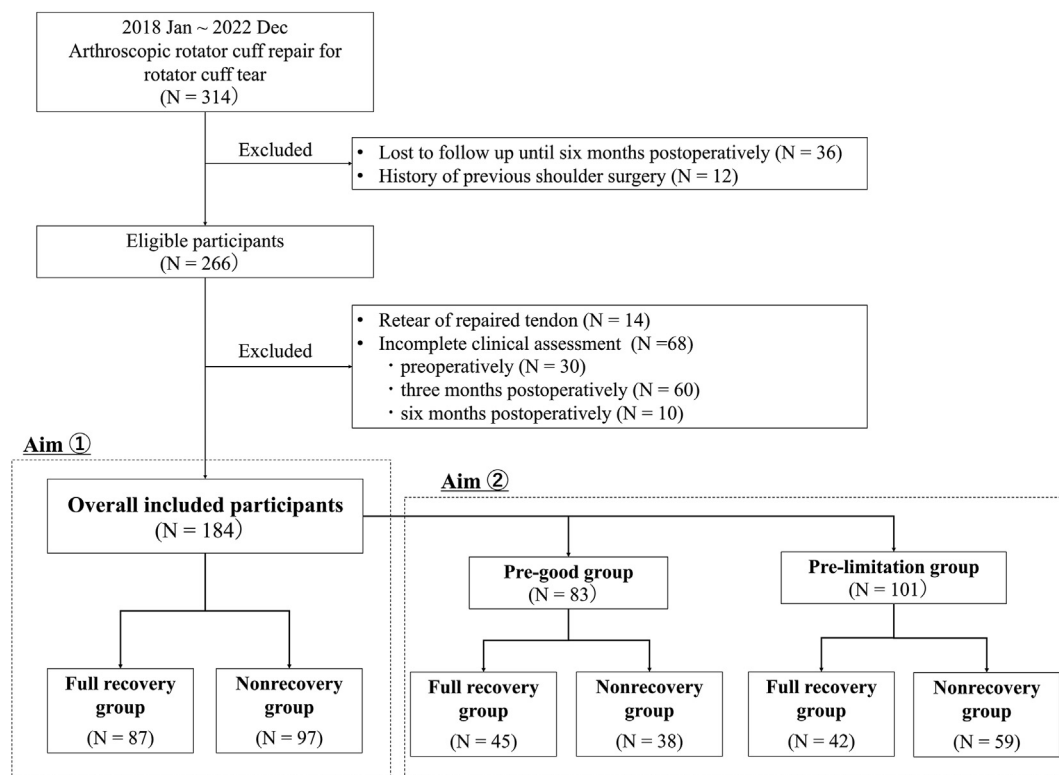 2018 Jan ~ 2022 Dec
Arthroscopic rotator cuff repair for
rotator cuff tear
(N = 314)
Excluded
• Lost to follow up until six months postoperatively (N = 36)
• History of previous shoulder surgery (N = 12)
Eligible participants
(N = 266)
Excluded
• Retear of repaired tendon (N = 14)
• Incomplete clinical assessment (N =68)
・preoperatively (N = 30)
・three months postoperatively (N = 60)
・six months postoperatively (N = 10)
Aim ①
Overall included participants
(N = 184)
Full recovery
group
(N = 87)
Nonrecovery
group
(N = 97)
Aim ②
Pre-good group
(N = 83)
Pre-limitation group
(N = 101)
Full recovery
group
(N = 45)
Nonrecovery
group
(N = 38)
Full recovery
group
(N = 42)
Nonrecovery
group
(N = 59)